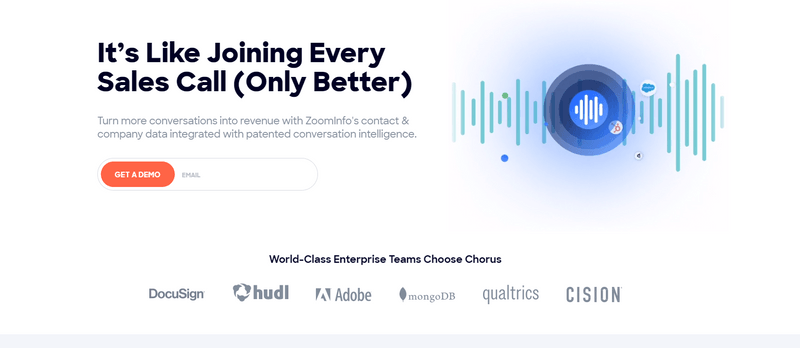 It’s Like Joining Every
Sales Call (Only Better)
Turn more conversations into revenue with ZoomInfo's contact &
company data integrated with patented conversation intelligence.
GET A DEMO
EMAIL
World-Class Enterprise Teams Choose Chorus
DocuSign
hudl
Adobe
mongoDB
qualtrics
CISION